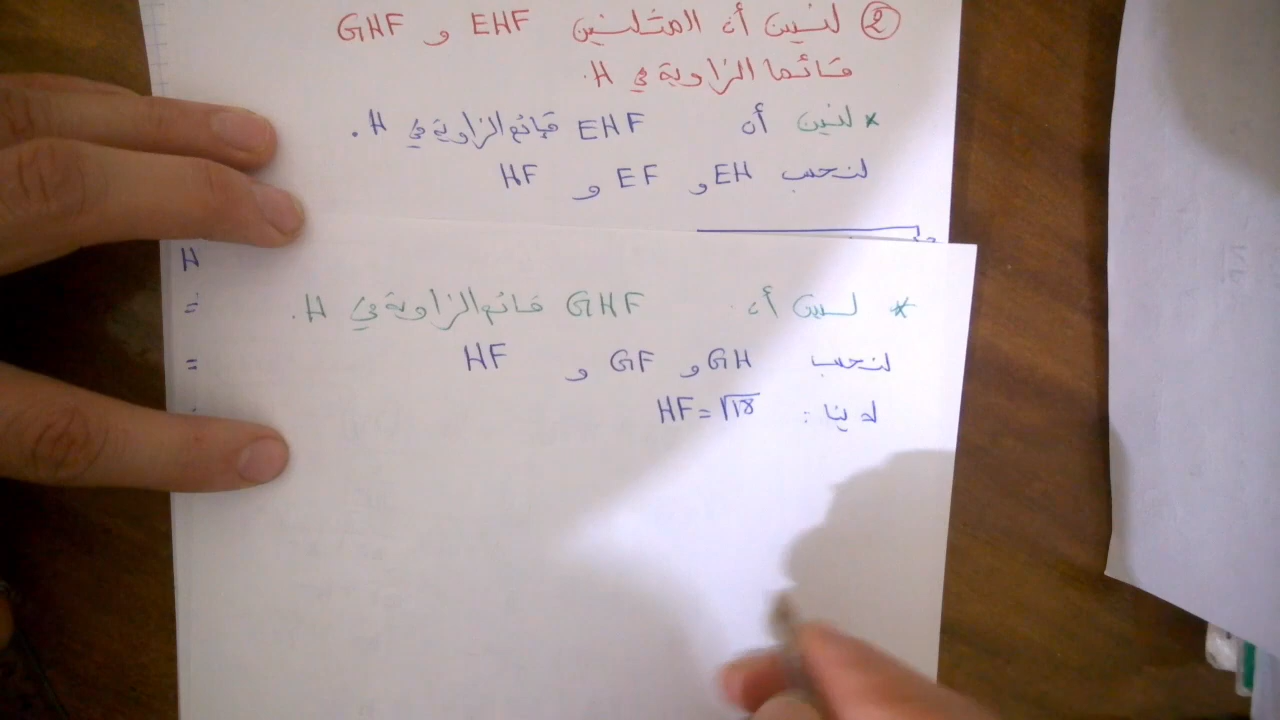 ② لنبين أن المثلثين EHF و GHF
قائما الزاوية في H.
* لنبين أن EHF قائم الزاوية في H.
لنحسب EH و EF و HF
H
=
=
* لنبين أن GHF قائم الزاوية في H.
لنحسب GH و GF و HF
لدينا : HF = √18